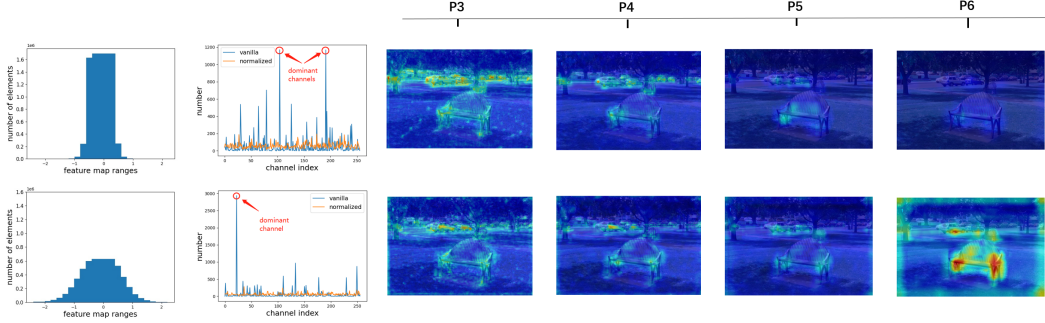 P3 P4 P5 P6
1e6
1.6
1.4
1.2
1.0
0.8
0.6
0.4
0.2
0.0
−2 −1 0 1 2
number of elements
feature map ranges
1200
1000
800
600
400
200
0
0 50 100 150 200 250
number
channel index
vanilla
normalized
dominant
channels
1e6
1.6
1.4
1.2
1.0
0.8
0.6
0.4
0.2
0.0
−2 −1 0 1 2
number of elements
feature map ranges
3000
2500
2000
1500
1000
500
0
0 50 100 150 200 250
number
channel index
vanilla
normalized
dominant
channel